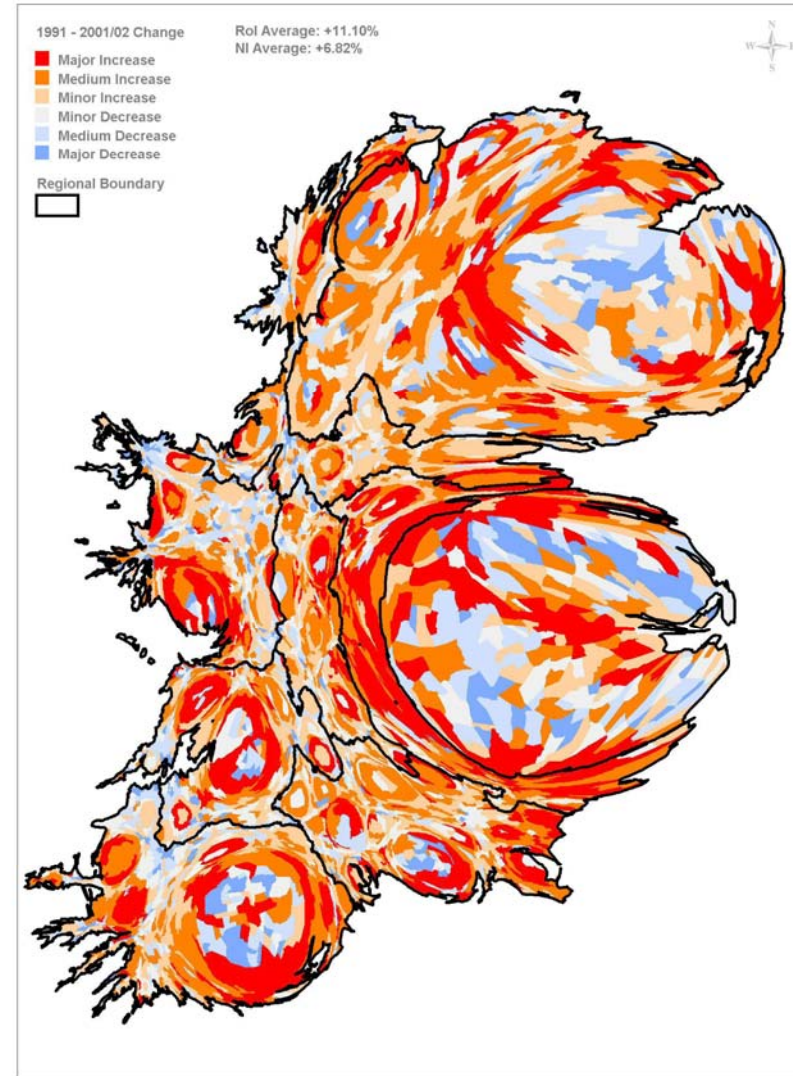 1991 - 2001/02 Change
RoI Average: +11.10%
NI Average: +6.82%
Major Increase
Medium Increase
Minor Increase
Minor Decrease
Medium Decrease
Major Decrease
Regional Boundary
N
W
E
S